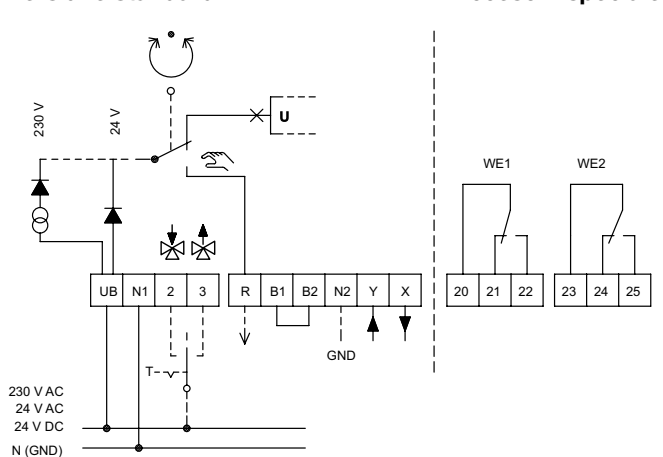 230 V
24 V
U
WE1
WE2
UB N1 2 3
R B1 B2 N2 Y X
20 21 22
23 24 25
GND
T
230 V AC
24 V AC
24 V DC
N (GND)